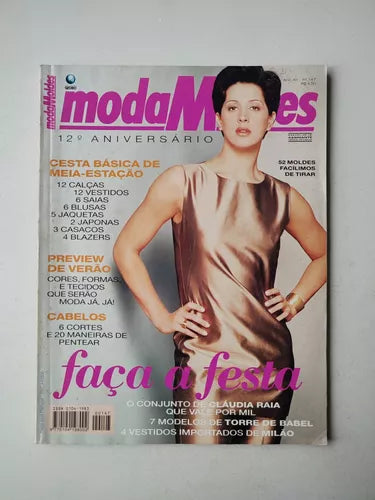 GLOBO
modaMoldes
12º ANIVERSÁRIO
CESTA BÁSICA DE
MEIA-ESTAÇÃO
12 CALÇAS
12 VESTIDOS
6 SAIAS
6 BLUSAS
5 JAQUETAS
2 JAPONAS
3 CASACOS
4 BLAZERS
52 MOLDES
FACÍLIMOS
DE TIRAR
PREVIEW
DE VERÃO
CORES, FORMAS,
E TECIDOS
QUE SERÃO
MODA JÁ, JÁ!
CABELOS
6 CORTES
E 20 MANEIRAS DE
PENTEAR
faça a festa
O CONJUNTO DE CLÁUDIA RAIA
QUE VALE POR MIL
7 MODELOS DE TORRE DE BABEL
4 VESTIDOS IMPORTADOS DE MILÃO
modaMoldes